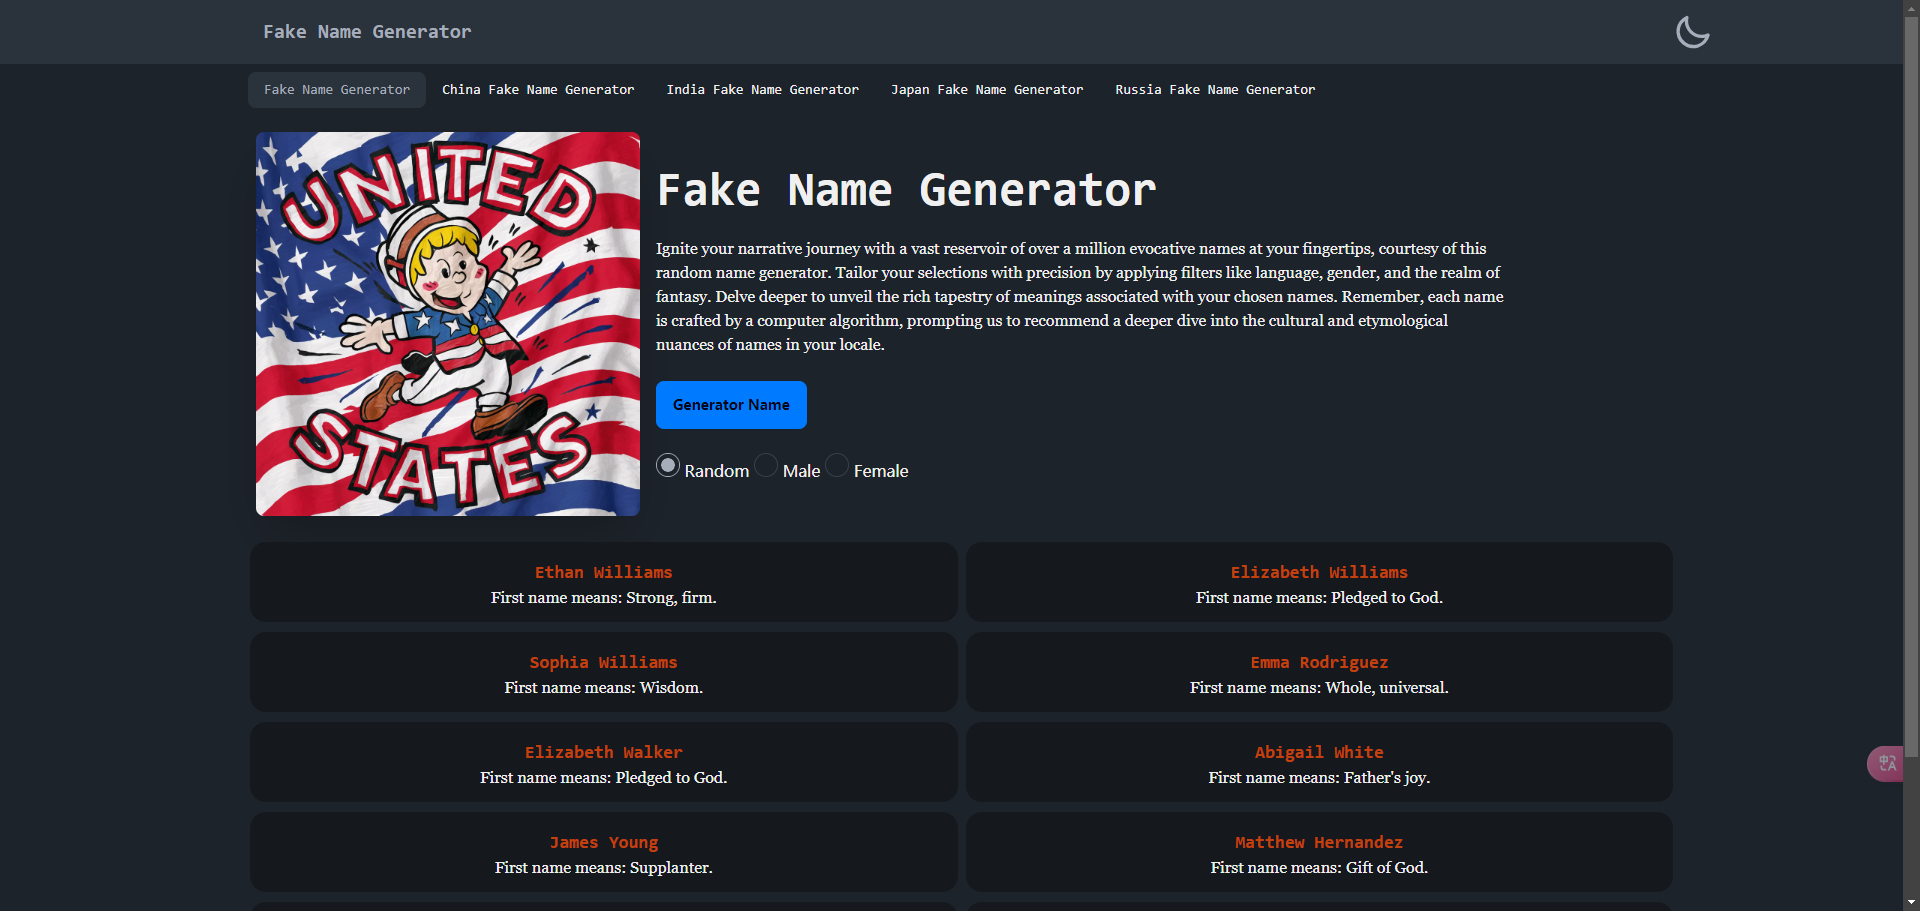 Fake Name Generator
Fake Name Generator
China Fake Name Generator
India Fake Name Generator
Japan Fake Name Generator
Russia Fake Name Generator
UNITED
STATES
Fake Name Generator
Ignite your narrative journey with a vast reservoir of over a million evocative names at your fingertips, courtesy of this
random name generator. Tailor your selections with precision by applying filters like language, gender, and the realm of
fantasy. Delve deeper to unveil the rich tapestry of meanings associated with your chosen names. Remember, each name
is crafted by a computer algorithm, prompting us to recommend a deeper dive into the cultural and etymological
nuances of names in your locale.
Generator Name
Random
Male
Female
Ethan Williams
First name means: Strong, firm.
Elizabeth Williams
First name means: Pledged to God.
Sophia Williams
First name means: Wisdom.
Emma Rodriguez
First name means: Whole, universal.
Elizabeth Walker
First name means: Pledged to God.
Abigail White
First name means: Father's joy.
James Young
First name means: Supplanter.
Matthew Hernandez
First name means: Gift of God.
中A